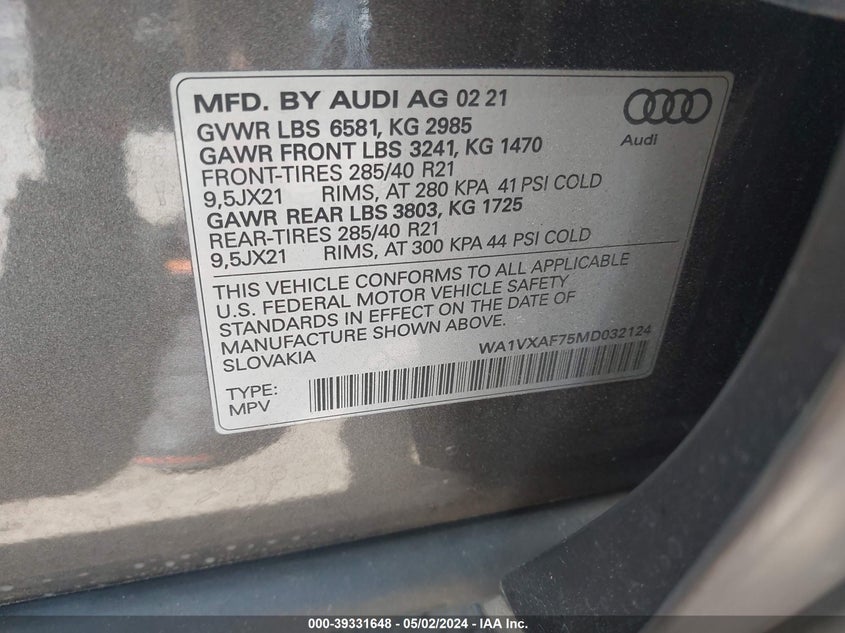 MFD. BY AUDI AG 02 21
GVWR LBS 6581, KG 2985
GAWR FRONT LBS 3241, KG 1470
FRONT-TIRES 285/40 R21
9,5JX21 RIMS, AT 280 KPA 41 PSI COLD
GAWR REAR LBS 3803, KG 1725
REAR-TIRES 285/40 R21
9,5JX21 RIMS, AT 300 KPA 44 PSI COLD
Audi
THIS VEHICLE CONFORMS TO ALL APPLICABLE
U.S. FEDERAL MOTOR VEHICLE SAFETY
STANDARDS IN EFFECT ON THE DATE OF
MANUFACTURE SHOWN ABOVE.
SLOVAKIA
WA1VXAF75MD032124
TYPE:
MPV
000-39331648 - 05/02/2024 - IAA Inc.